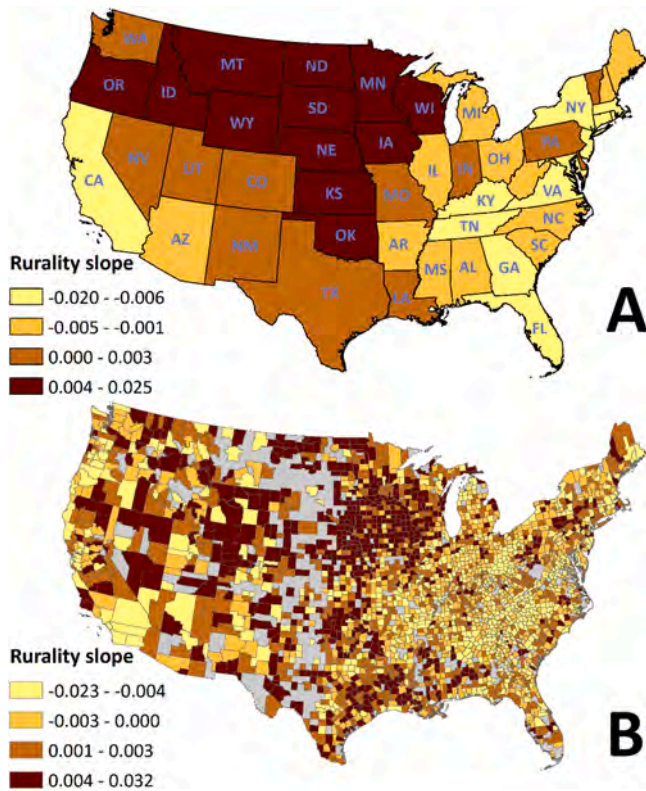 WA
MT
ND
MN
OR
ID
SD
WI
MI
NY
WY
IA
PA
NE
NV
UT
CO
IL
IN
OH
CA
KS
MO
KY
VA
AZ
NM
OK
AR
TN
NC
SC
MS
AL
GA
TX
LA
FL
Rurality slope
-0.020 - -0.006
-0.005 - -0.001
0.000 - 0.003
0.004 - 0.025
A
Rurality slope
-0.023 - -0.004
-0.003 - 0.000
0.001 - 0.003
0.004 - 0.032
B